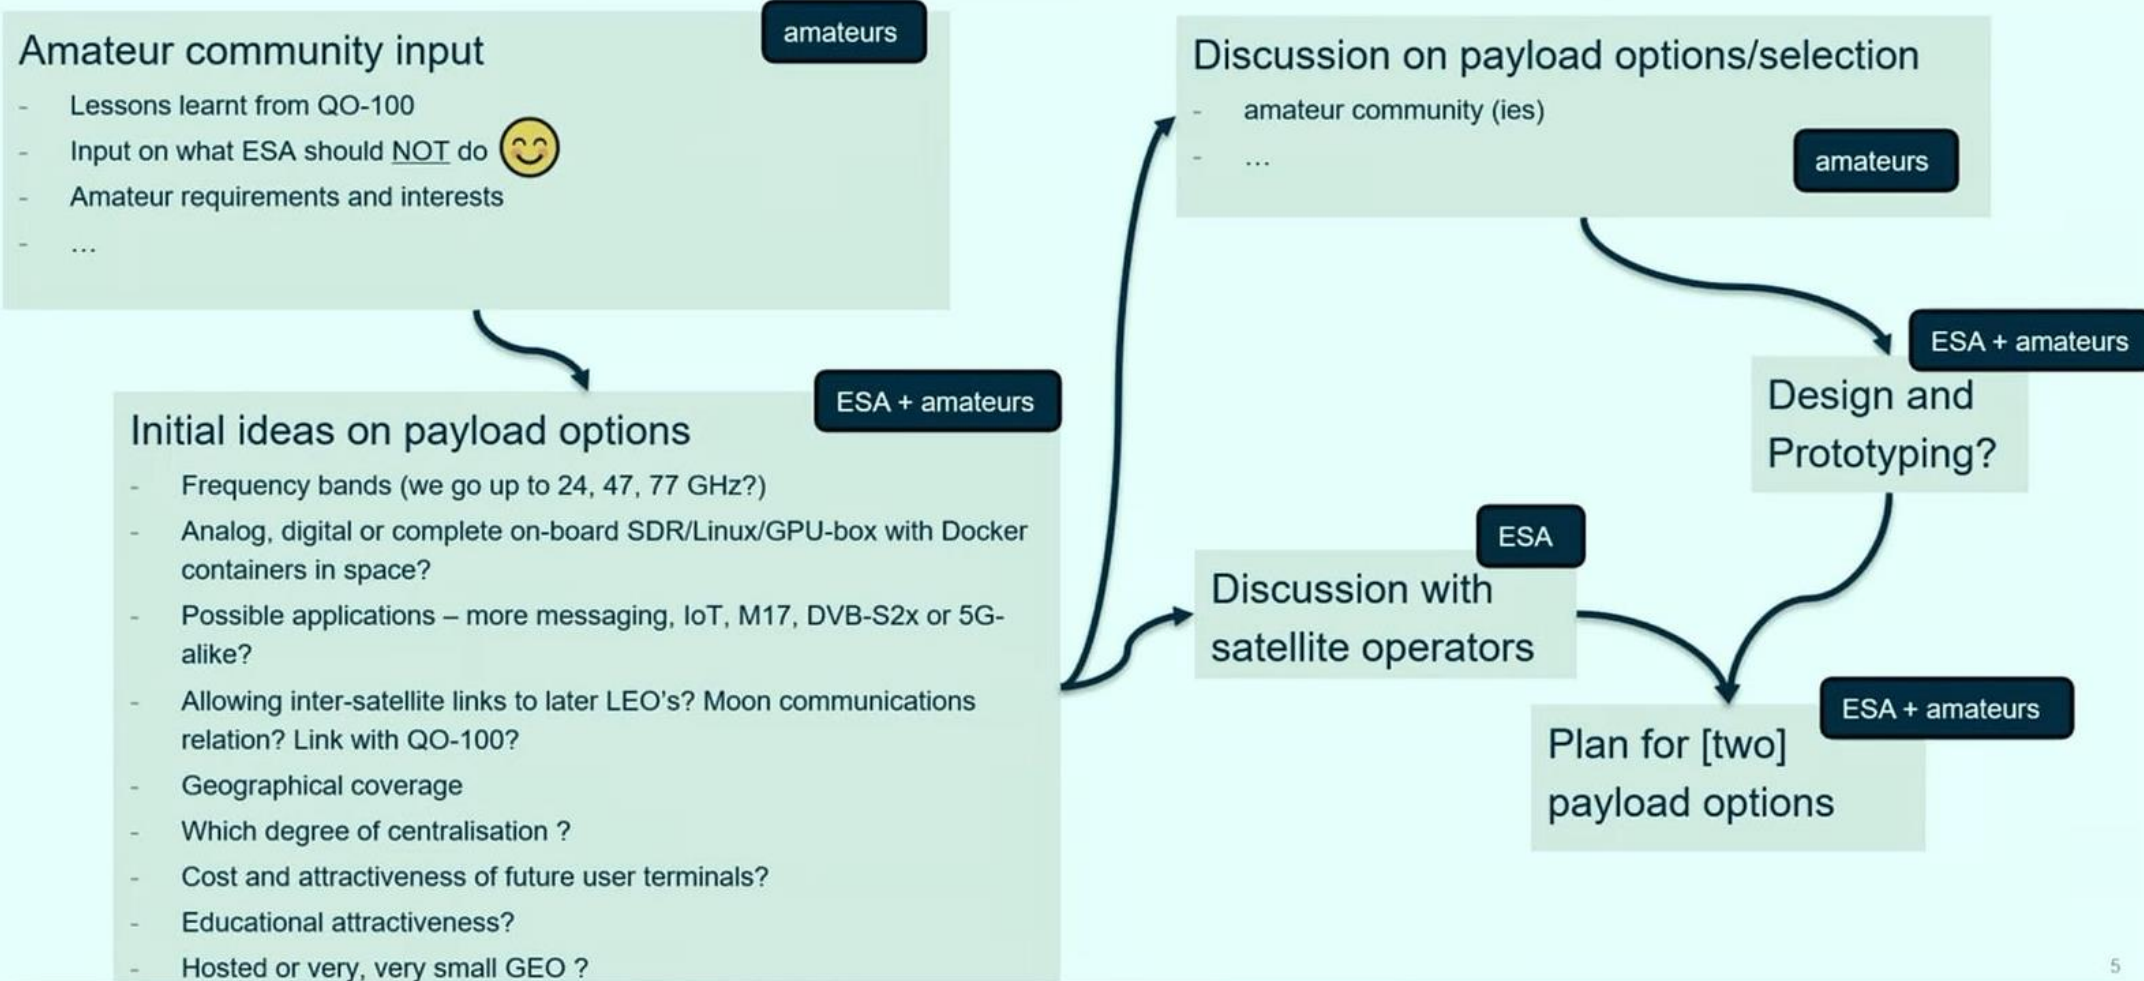 amateurs
Amateur community input
- Lessons learnt from QO-100
- Input on what ESA should NOT do
- Amateur requirements and interests
- ...
ESA + amateurs
Initial ideas on payload options
- Frequency bands (we go up to 24, 47, 77 GHz?)
- Analog, digital or complete on-board SDR/Linux/GPU-box with Docker
containers in space?
- Possible applications – more messaging, IoT, M17, DVB-S2x or 5G-
alike?
- Allowing inter-satellite links to later LEO's? Moon communications
relation? Link with QO-100?
- Geographical coverage
- Which degree of centralisation ?
- Cost and attractiveness of future user terminals?
- Educational attractiveness?
- Hosted or very, very small GEO ?
Discussion on payload options/selection
- amateur community (ies)
- ...
amateurs
ESA + amateurs
Design and
Prototyping?
ESA
Discussion with
satellite operators
ESA + amateurs
Plan for [two]
payload options
5